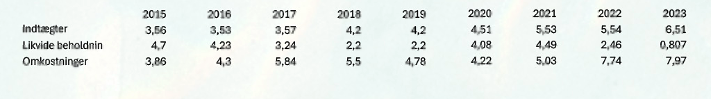 2015 2016 2017 2018 2019 2020 2021 2022 2023
Indtægter 3,56 3,53 3,57 4,2 4,2 4,51 5,53 5,54 6,51
Likvide beholdnin 4,7 4,23 3,24 2,2 2,2 4,08 4,49 2,46 0,807
Omkostninger 3,86 4,3 5,84 5,5 4,78 4,22 5,03 7,74 7,97